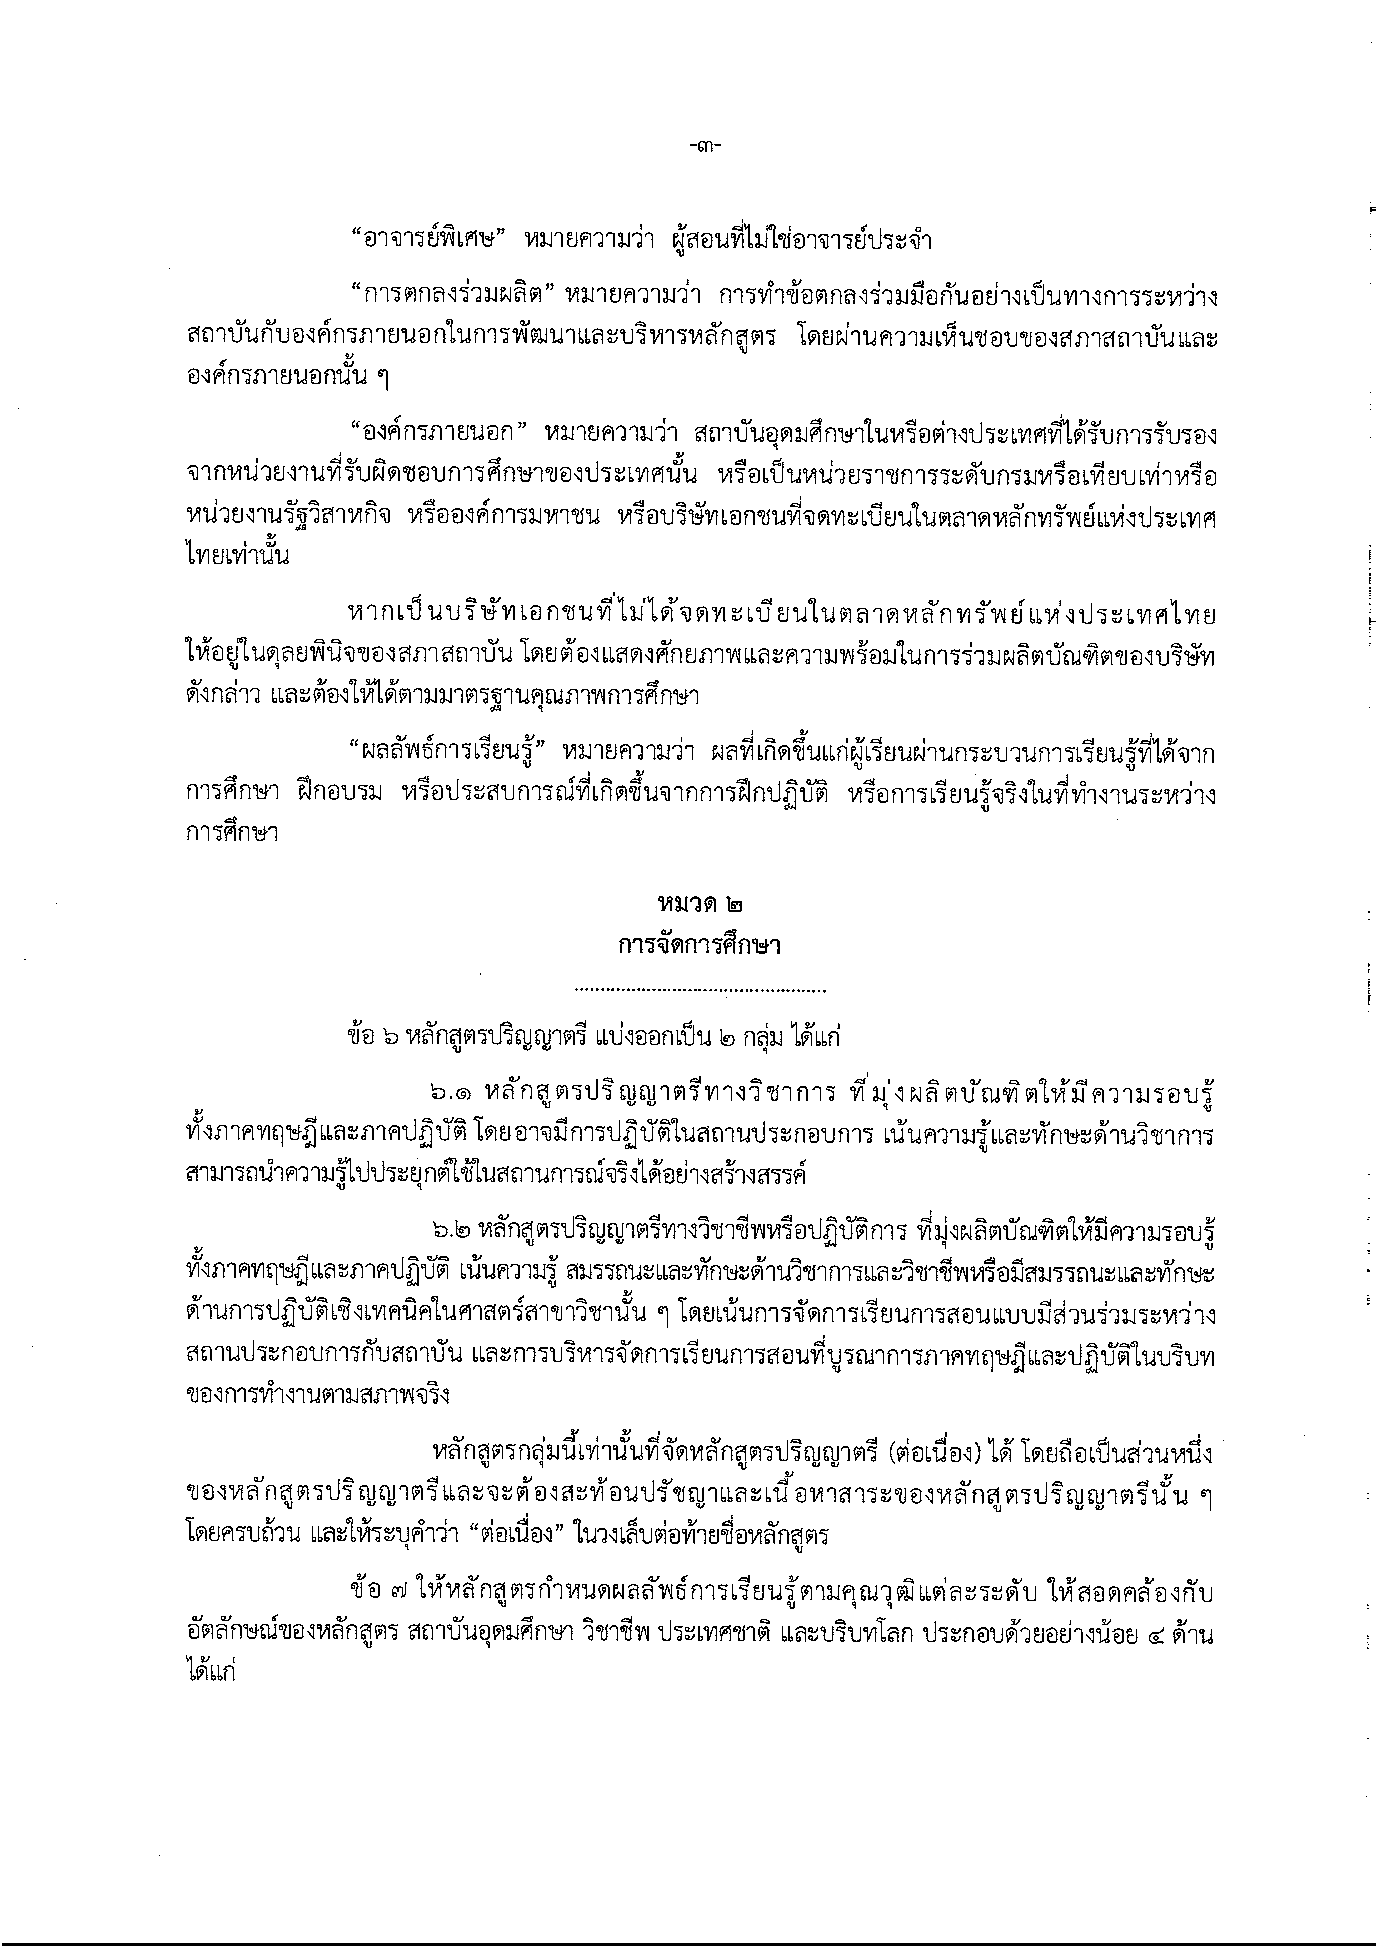 -๓-
“อาจารย์พิเศษ” หมายความว่า ผู้สอนที่ไม่ใช่อาจารย์ประจำ
“การตกลงร่วมผลิต” หมายความว่า การทำข้อตกลงร่วมมือกันอย่างเป็นทางการระหว่าง
สถาบันกับองค์กรภายนอกในการพัฒนาและบริหารหลักสูตร โดยผ่านความเห็นชอบของสภาสถาบันและ
องค์กรภายนอกนั้น ๆ
“องค์กรภายนอก” หมายความว่า สถาบันอุดมศึกษาในหรือต่างประเทศที่ได้รับการรับรอง
จากหน่วยงานที่รับผิดชอบการศึกษาของประเทศนั้น หรือเป็นหน่วยราชการระดับกรมหรือเทียบเท่าหรือ
หน่วยงานรัฐวิสาหกิจ หรือองค์การมหาชน หรือบริษัทเอกชนที่จดทะเบียนในตลาดหลักทรัพย์แห่งประเทศ
ไทยเท่านั้น
หากเป็นบริษัทเอกชนที่ไม่ได้จดทะเบียนในตลาดหลักทรัพย์แห่งประเทศไทย
ให้อยู่ในดุลยพินิจของสภาสถาบัน โดยต้องแสดงศักยภาพและความพร้อมในการร่วมผลิตบัณฑิตของบริษัท
ดังกล่าว และต้องให้ได้ตามมาตรฐานคุณภาพการศึกษา
“ผลลัพธ์การเรียนรู้” หมายความว่า ผลที่เกิดขึ้นแก่ผู้เรียนผ่านกระบวนการเรียนรู้ที่ได้จาก
การศึกษา ฝึกอบรม หรือประสบการณ์ที่เกิดขึ้นจากการฝึกปฏิบัติ หรือการเรียนรู้จริงในที่ทำงานระหว่าง
การศึกษา
หมวด ๒
การจัดการศึกษา
..................................................
ข้อ ๖ หลักสูตรปริญญาตรี แบ่งออกเป็น ๒ กลุ่ม ได้แก่
๖.๑ หลักสูตรปริญญาตรีทางวิชาการ ที่มุ่งผลิตบัณฑิตให้มีความรอบรู้
ทั้งภาคทฤษฎีและภาคปฏิบัติ โดยอาจมีการปฏิบัติในสถานประกอบการ เน้นความรู้และทักษะด้านวิชาการ
สามารถนำความรู้ไปประยุกต์ใช้ในสถานการณ์จริงได้อย่างสร้างสรรค์
๖.๒ หลักสูตรปริญญาตรีทางวิชาชีพหรือปฏิบัติการ ที่มุ่งผลิตบัณฑิตให้มีความรอบรู้
ทั้งภาคทฤษฎีและภาคปฏิบัติ เน้นความรู้ สมรรถนะและทักษะด้านวิชาการและวิชาชีพหรือมีสมรรถนะและทักษะ
ด้านการปฏิบัติเชิงเทคนิคในศาสตร์สาขาวิชานั้น ๆ โดยเน้นการจัดการเรียนการสอนแบบมีส่วนร่วมระหว่าง
สถานประกอบการกับสถาบัน และการบริหารจัดการเรียนการสอนที่บูรณาการภาคทฤษฎีและปฏิบัติในบริบท
ของการทำงานตามสภาพจริง
หลักสูตรกลุ่มนี้เท่านั้นที่จัดหลักสูตรปริญญาตรี (ต่อเนื่อง) ได้ โดยถือเป็นส่วนหนึ่ง
ของหลักสูตรปริญญาตรีและจะต้องสะท้อนปรัชญาและเนื้อหาสาระของหลักสูตรปริญญาตรีนั้น ๆ
โดยครบถ้วน และให้ระบุคำว่า “ต่อเนื่อง” ในวงเล็บต่อท้ายชื่อหลักสูตร
ข้อ ๗ ให้หลักสูตรกำหนดผลลัพธ์การเรียนรู้ตามคุณวุฒิแต่ละระดับ ให้สอดคล้องกับ
อัตลักษณ์ของหลักสูตร สถาบันอุดมศึกษา วิชาชีพ ประเทศชาติ และบริบทโลก ประกอบด้วยอย่างน้อย ๔ ด้าน
ได้แก่